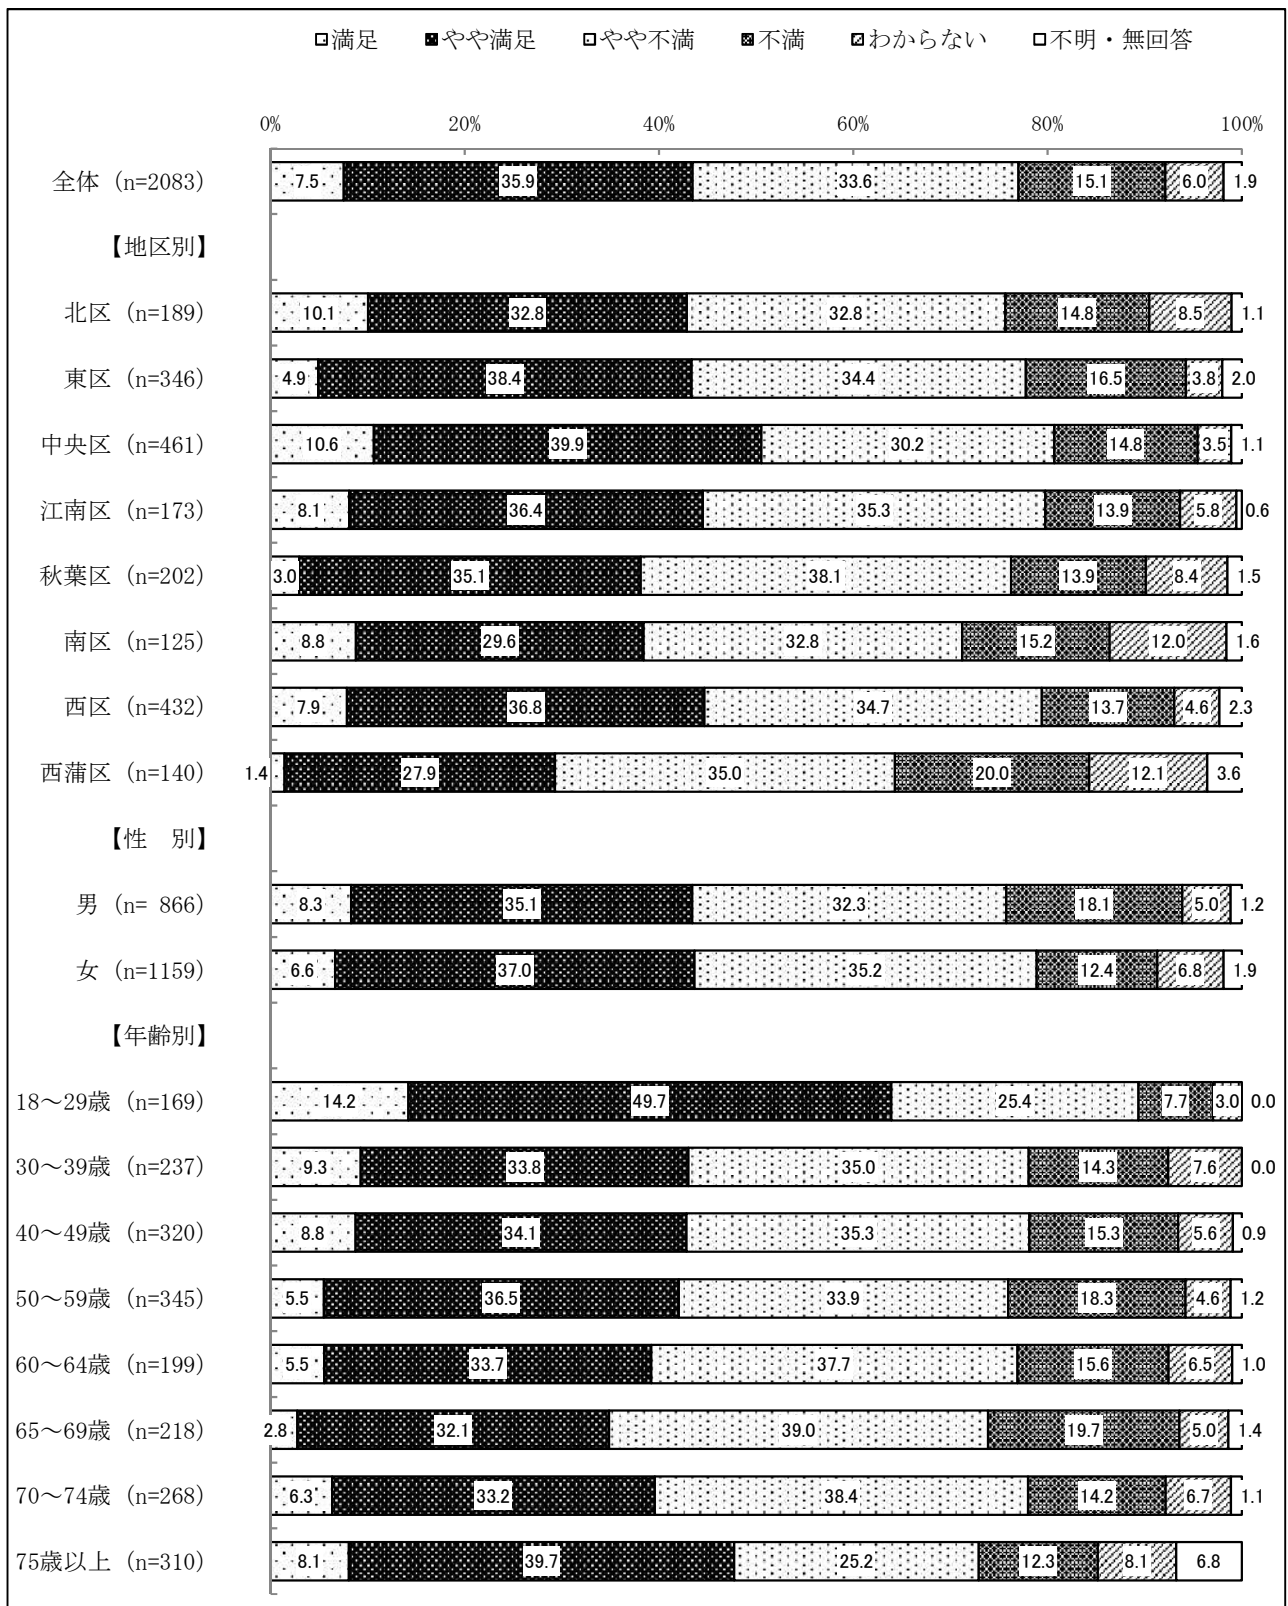 満足 やや満足 やや不満 不満 わからない 不明・無回答
0% 20% 40% 60% 80% 100%
全体 (n=2083) 7.5 35.9 33.6 15.1 6.0 1.9
【地区別】
北区 (n=189) 10.1 32.8 32.8 14.8 8.5 1.1
東区 (n=346) 4.9 38.4 34.4 16.5 3.8 2.0
中央区 (n=461) 10.6 39.9 30.2 14.8 3.5 1.1
江南区 (n=173) 8.1 36.4 35.3 13.9 5.8 0.6
秋葉区 (n=202) 3.0 35.1 38.1 13.9 8.4 1.5
南区 (n=125) 8.8 29.6 32.8 15.2 12.0 1.6
西区 (n=432) 7.9 36.8 34.7 13.7 4.6 2.3
西蒲区 (n=140) 1.4 27.9 35.0 20.0 12.1 3.6
【性　別】
男 (n= 866) 8.3 35.1 32.3 18.1 5.0 1.2
女 (n=1159) 6.6 37.0 35.2 12.4 6.8 1.9
【年齢別】
18～29歳 (n=169) 14.2 49.7 25.4 7.7 3.0 0.0
30～39歳 (n=237) 9.3 33.8 35.0 14.3 7.6 0.0
40～49歳 (n=320) 8.8 34.1 35.3 15.3 5.6 0.9
50～59歳 (n=345) 5.5 36.5 33.9 18.3 4.6 1.2
60～64歳 (n=199) 5.5 33.7 37.7 15.6 6.5 1.0
65～69歳 (n=218) 2.8 32.1 39.0 19.7 5.0 1.4
70～74歳 (n=268) 6.3 33.2 38.4 14.2 6.7 1.1
75歳以上 (n=310) 8.1 39.7 25.2 12.3 8.1 6.8